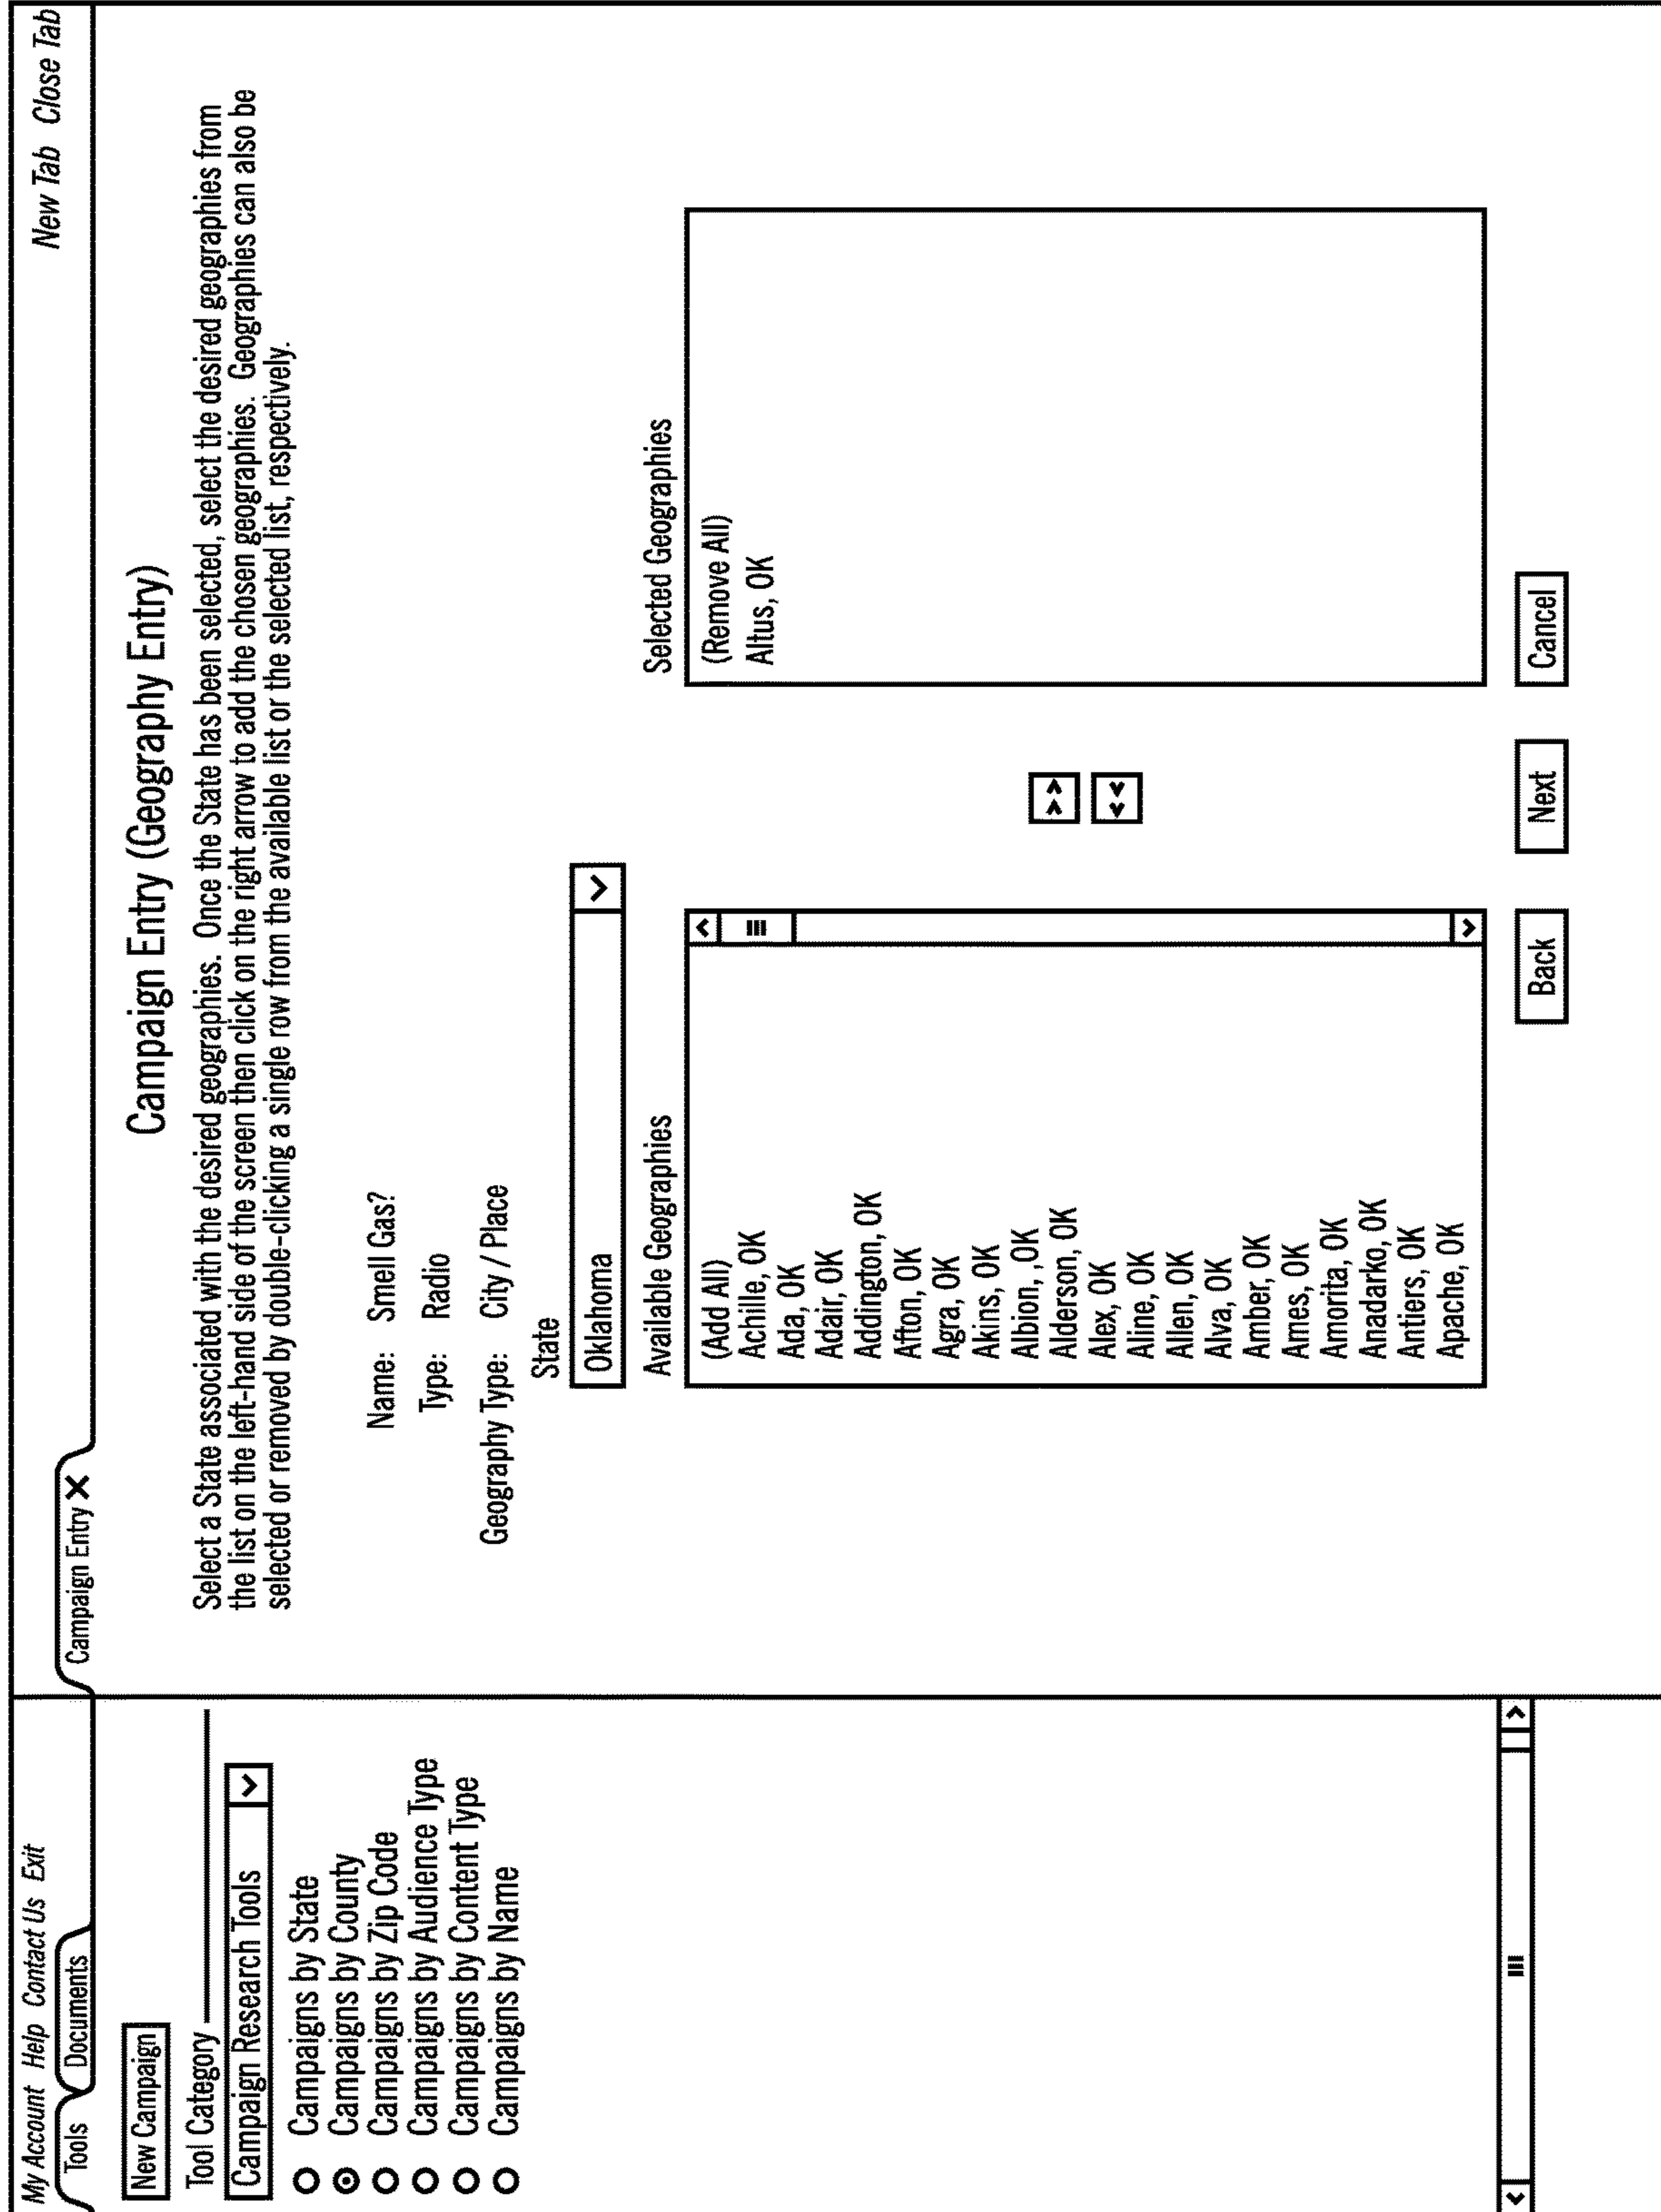 My Account Help Contact Us Exit
New Tab Close Tab
Tools Documents
Campaign Entry
New Campaign
Tool Category
Campaign Research Tools
Campaigns by State
Campaigns by County
Campaigns by Zip Code
Campaigns by Audience Type
Campaigns by Content Type
Campaigns by Name
Campaign Entry (Geography Entry)
Select a State associated with the desired geographies. Once the State has been selected, select the desired geographies from
the list on the left-hand side of the screen then click on the right arrow to add the chosen geographies. Geographies can also be
selected or removed by double-clicking a single row from the available list or the selected list, respectively.
Name: Smell Gas?
Type: Radio
Geography Type: City / Place
State
Oklahoma
Available Geographies
(Add All)
Achille, OK
Ada, OK
Adair, OK
Addington, OK
Afton, OK
Agra, OK
Akins, OK
Albion, ,OK
Alderson, OK
Alex, OK
Aline, OK
Allen, OK
Alva, OK
Amber, OK
Ames, OK
Amorita, OK
Anadarko, OK
Antiers, OK
Apache, OK
>>
<<
Selected Geographies
(Remove All)
Altus, OK
Back Next Cancel